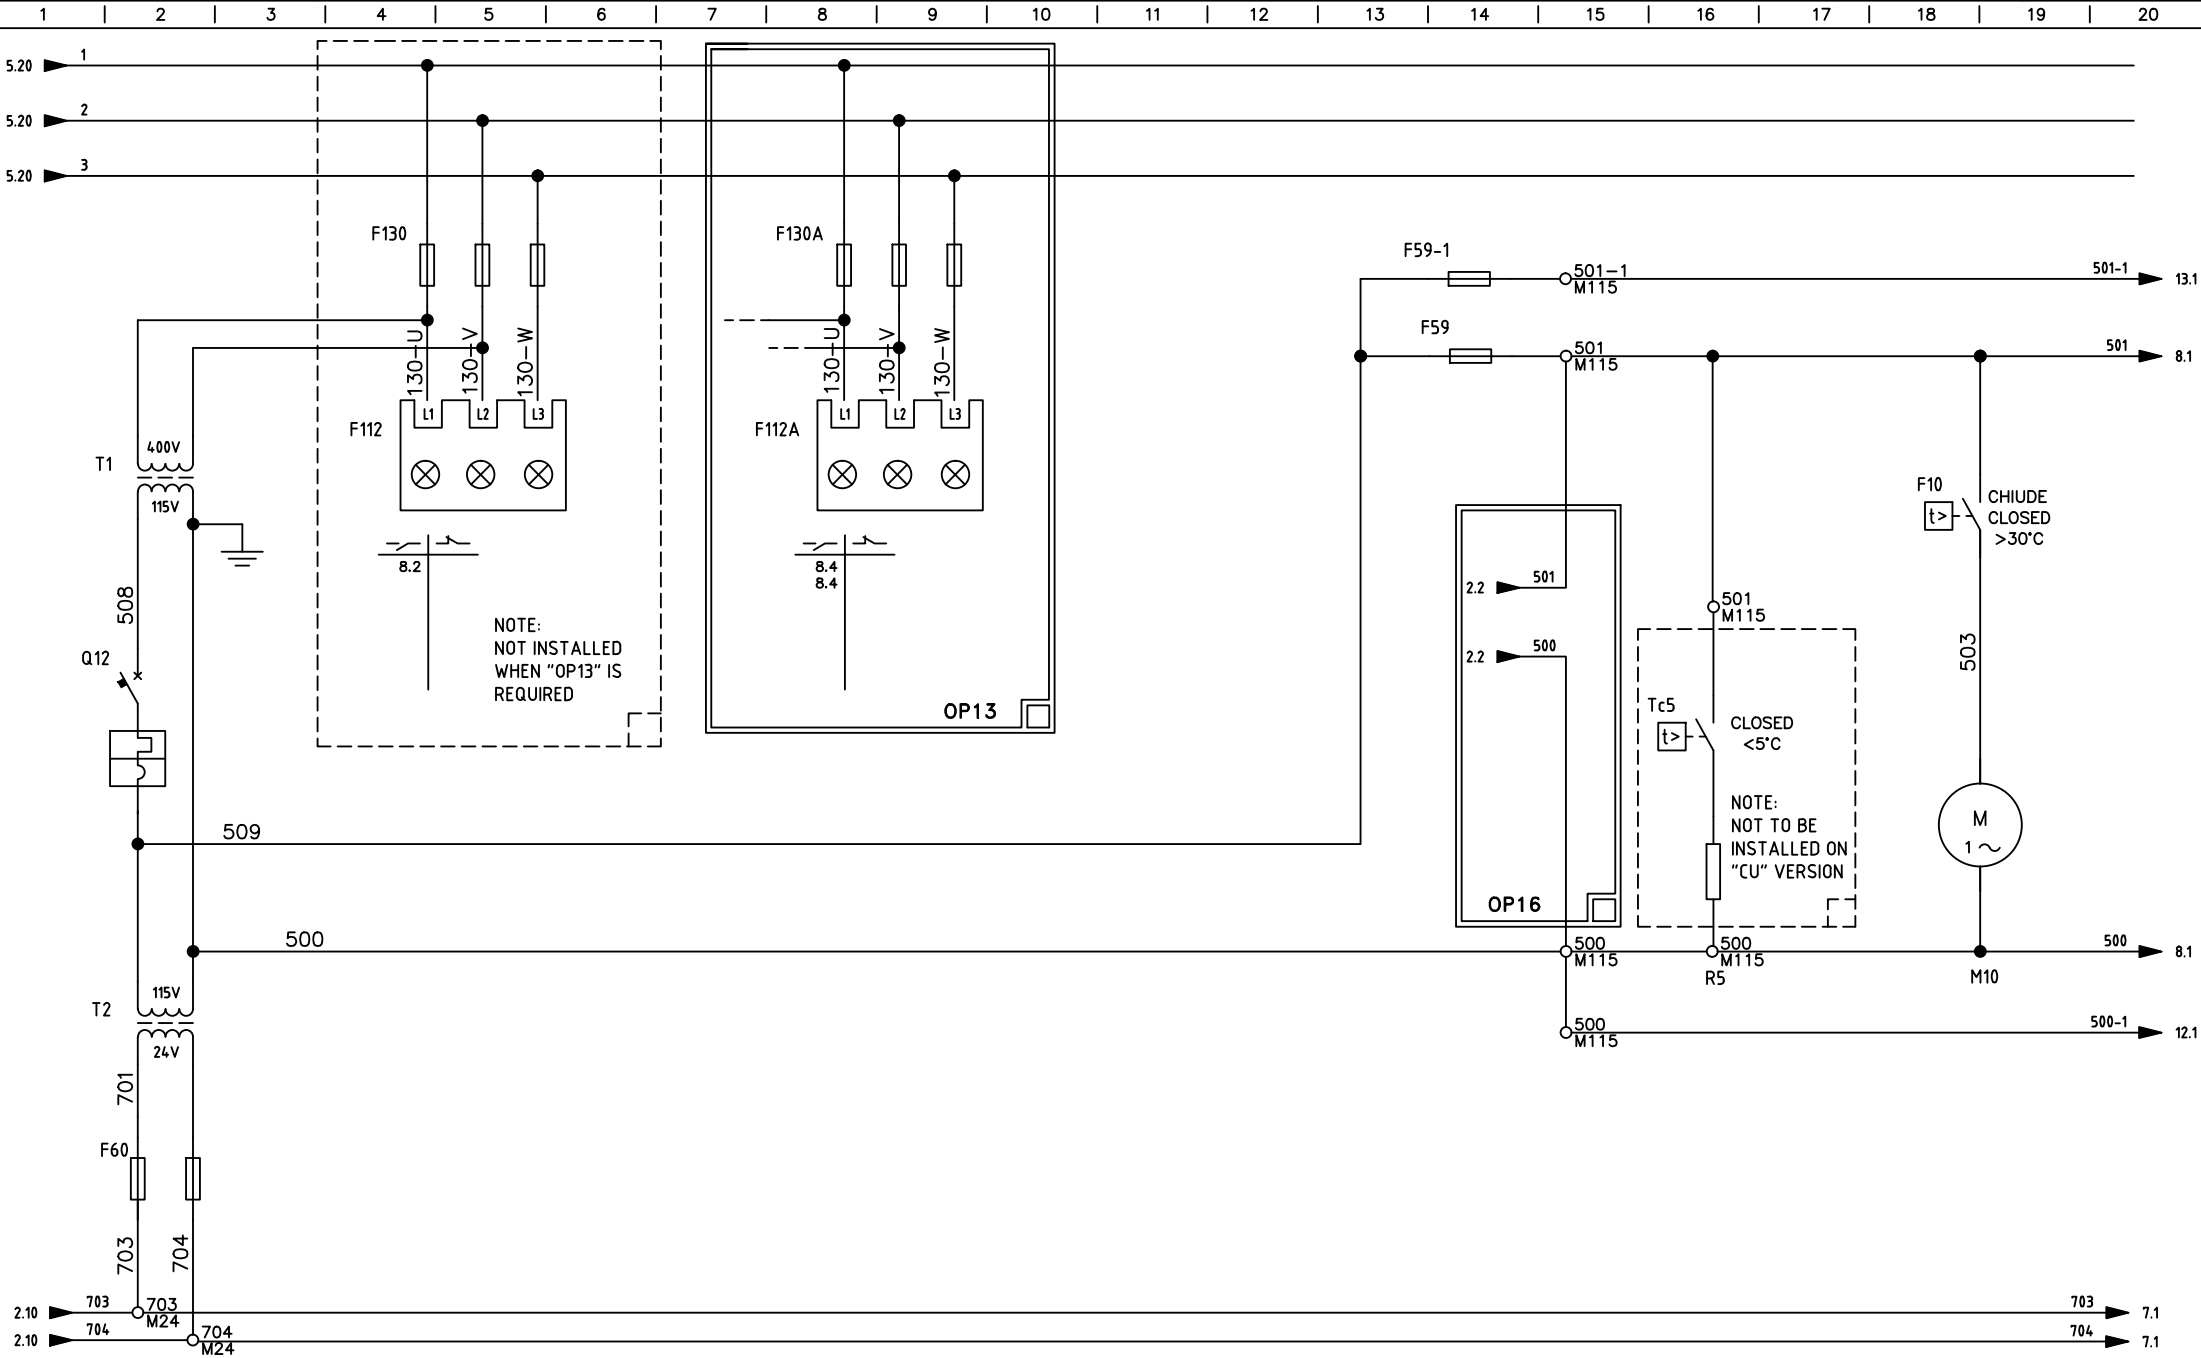 1 2 3 4 5 6 7 8 9 10 11 12 13 14 15 16 17 18 19 20
5.20 1
5.20 2
5.20 3
F130
F130A
F59-1
501-1
M115
501-1 13.1
F59
501
M115
501 8.1
130-U 130-V 130-W
130-U 130-V 130-W
L1 L2 L3
L1 L2 L3
F112
F112A
T1
400V
115V
F10
t>
CHIUDE
CLOSED
>30°C
8.2
8.4
8.4
508
2.2 501
501
M115
NOTE:
NOT INSTALLED
WHEN "OP13" IS
REQUIRED
OP13
Q12
2.2 500
503
Tc5
t>
CLOSED
<5°C
NOTE:
NOT TO BE
INSTALLED ON
"CU" VERSION
M
1~
509
OP16
500
500
M115
500
M115
R5
M10
500 8.1
T2
115V
24V
500
M115
500-1 12.1
701
F60
703
704
2.10 703
703
M24
703 7.1
2.10 704
704
M24
704 7.1